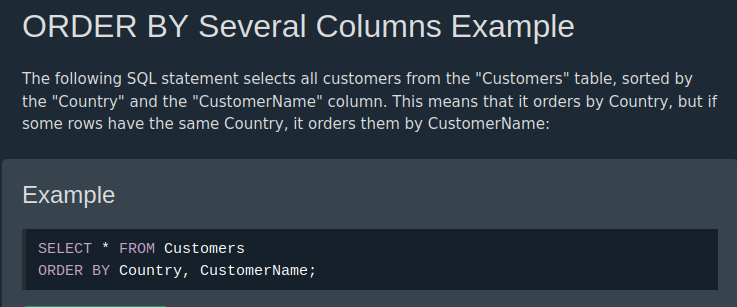 ORDER BY Several Columns Example
The following SQL statement selects all customers from the "Customers" table, sorted by
the "Country" and the "CustomerName" column. This means that it orders by Country, but if
some rows have the same Country, it orders them by CustomerName:
Example
SELECT * FROM Customers
ORDER BY Country, CustomerName;